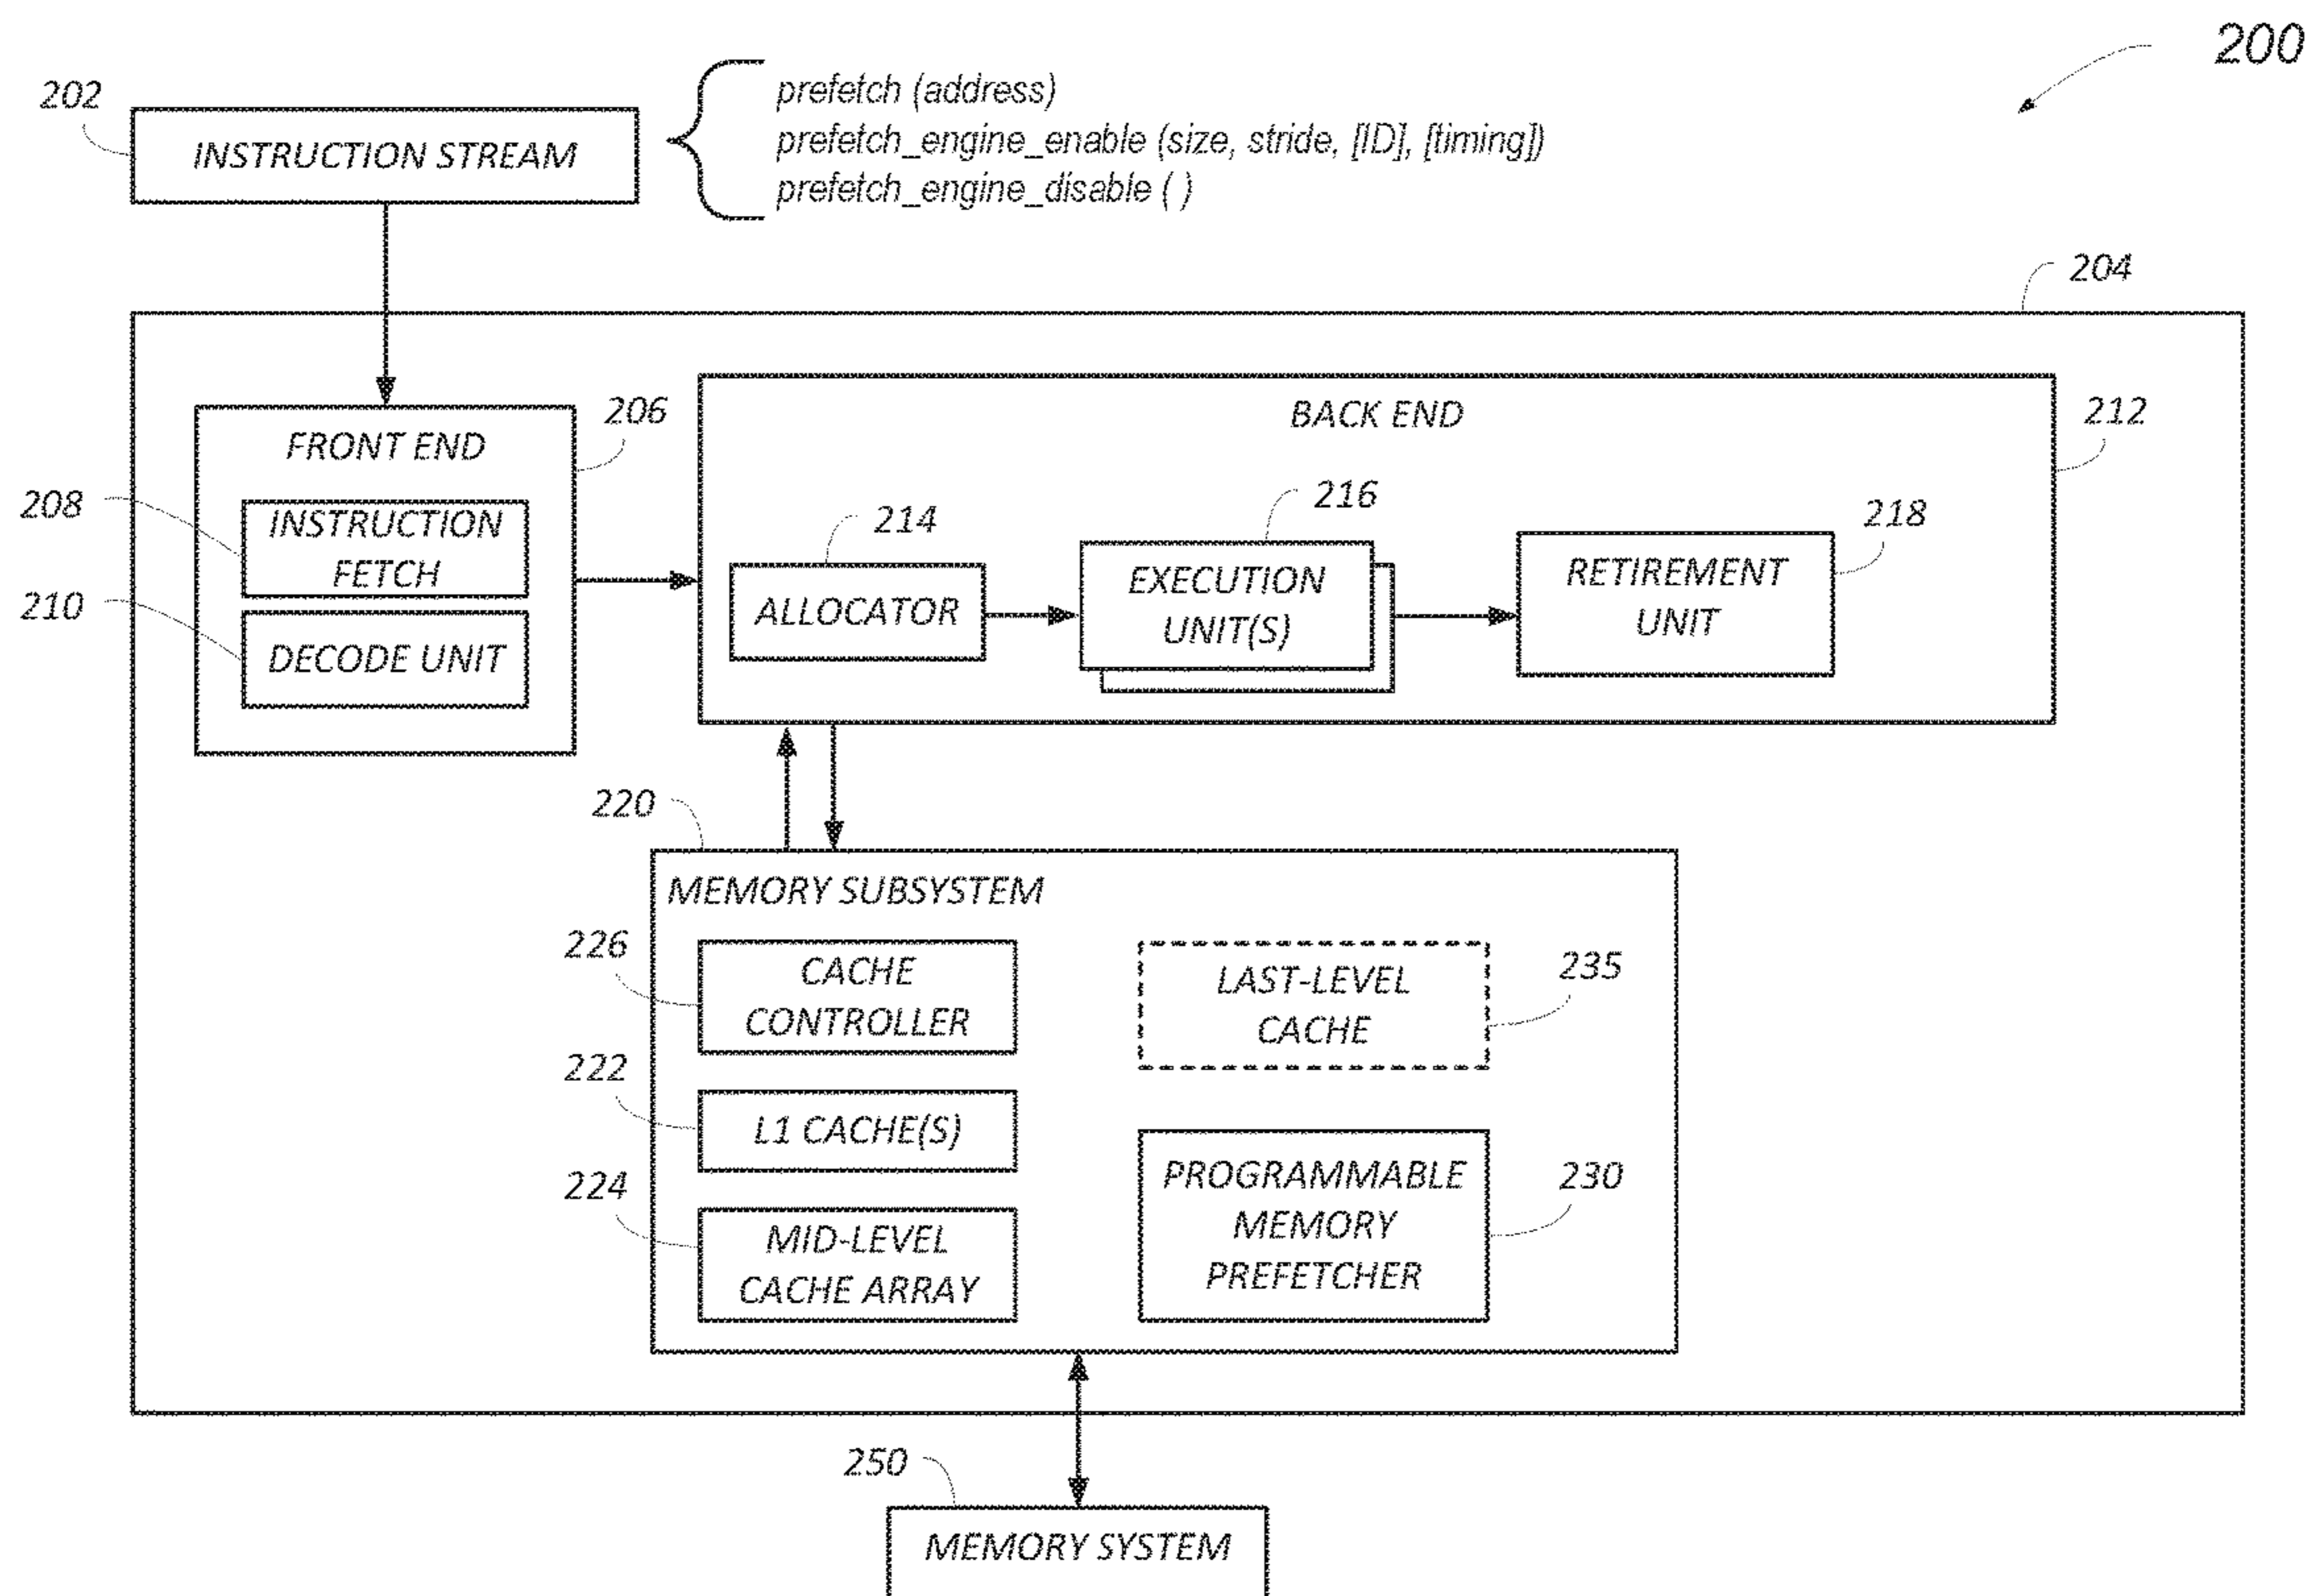 200
202
INSTRUCTION STREAM
prefetch (address)
prefetch_engine_enable (size, stride, [ID], [timing])
prefetch_engine_disable ( )
204
206
FRONT END
208
INSTRUCTION
FETCH
210
DECODE UNIT
BACK END
212
214
ALLOCATOR
216
EXECUTION
UNIT(S)
218
RETIREMENT
UNIT
220
MEMORY SUBSYSTEM
226
CACHE
CONTROLLER
222
L1 CACHE(S)
224
MID-LEVEL
CACHE ARRAY
LAST-LEVEL
CACHE
235
PROGRAMMABLE
MEMORY
PREFETCHER
230
250
MEMORY SYSTEM